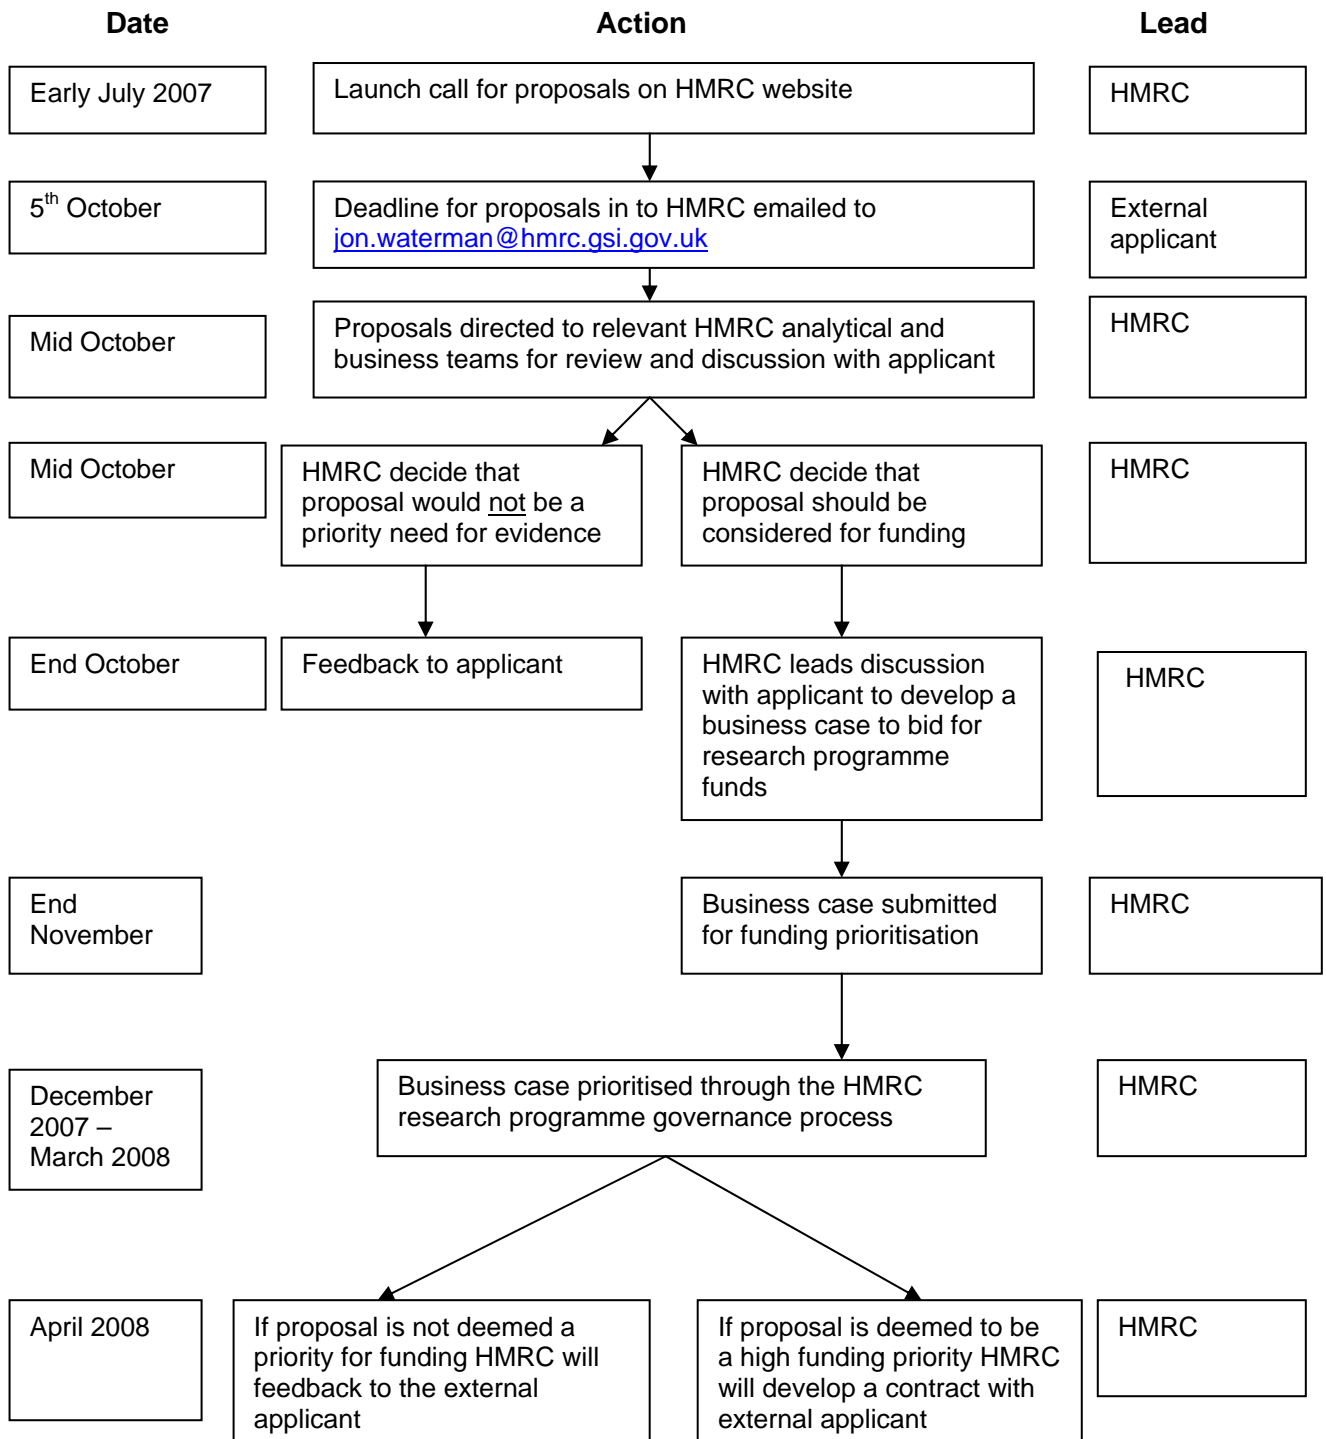 Date Action Lead
Early July 2007
Launch call for proposals on HMRC website
HMRC
5th October
Deadline for proposals in to HMRC emailed to
jon.waterman@hmrc.gsi.gov.uk
External
applicant
Mid October
Proposals directed to relevant HMRC analytical and
business teams for review and discussion with applicant
HMRC
Mid October
HMRC decide that
proposal would not be a
priority need for evidence
HMRC decide that
proposal should be
considered for funding
HMRC
End October
Feedback to applicant
HMRC leads discussion
with applicant to develop a
business case to bid for
research programme
funds
HMRC
End
November
Business case submitted
for funding prioritisation
HMRC
December
2007 –
March 2008
Business case prioritised through the HMRC
research programme governance process
HMRC
April 2008
If proposal is not deemed a
priority for funding HMRC will
feedback to the external
applicant
If proposal is deemed to be
a high funding priority HMRC
will develop a contract with
external applicant
HMRC